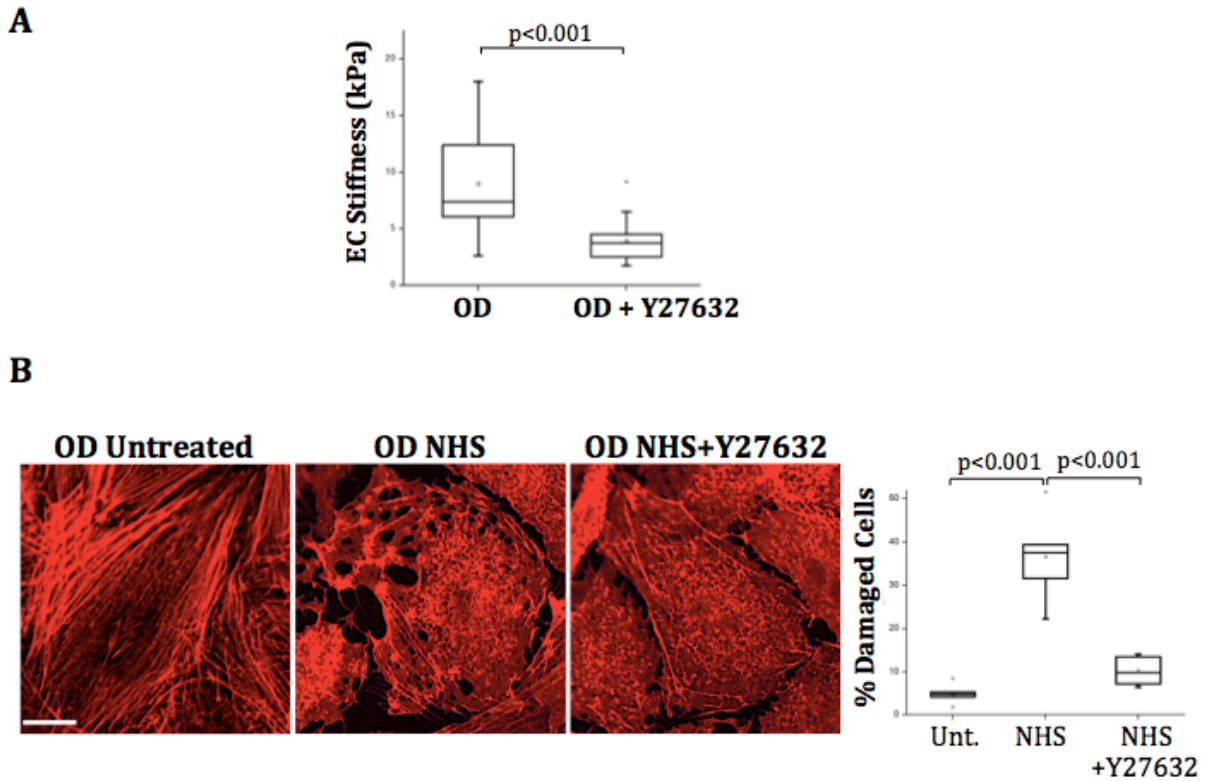 A
p<0.001
EC Stiffness (kPa)
20
15
10
5
0
OD
OD + Y27632
B
OD Untreated
OD NHS
OD NHS+Y27632
p<0.001
p<0.001
% Damaged Cells
50
40
30
20
10
0
Unt.
NHS
NHS
+Y27632